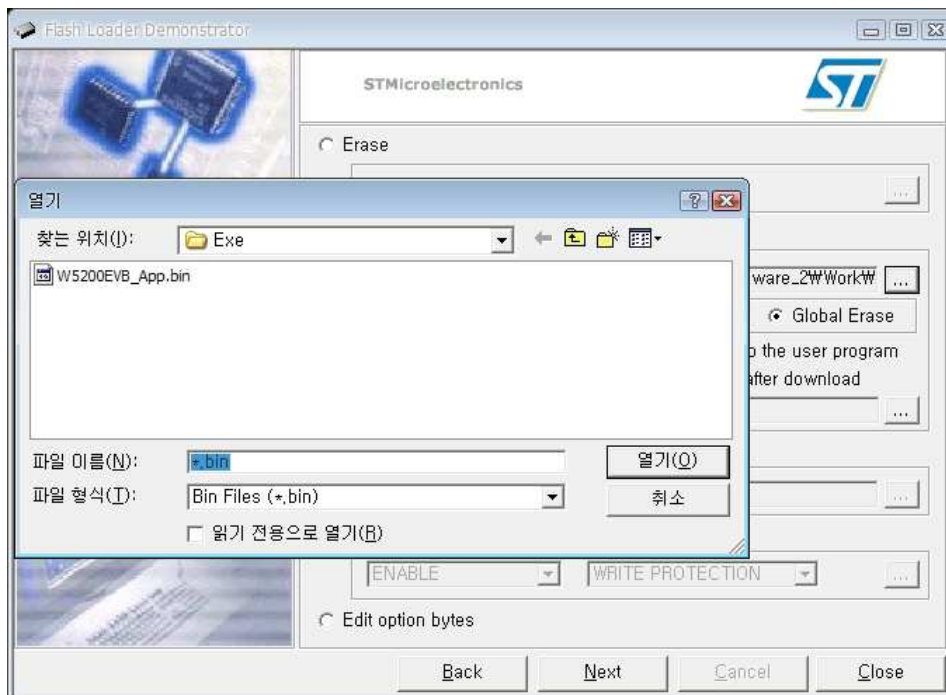 Flash Loader Demonstrator
STMicroelectronics
ST
Erase
...
열기
찾는 위치(I):
Exe
W5200EVB_App.bin
ware_2₩Work₩
...
Global Erase
o the user program
after download
...
파일 이름(N):
*.bin
열기(O)
파일 형식(T):
Bin Files (*.bin)
취소
...
읽기 전용으로 열기(R)
ENABLE
WRITE PROTECTION
...
Edit option bytes
Back
Next
Cancel
Close